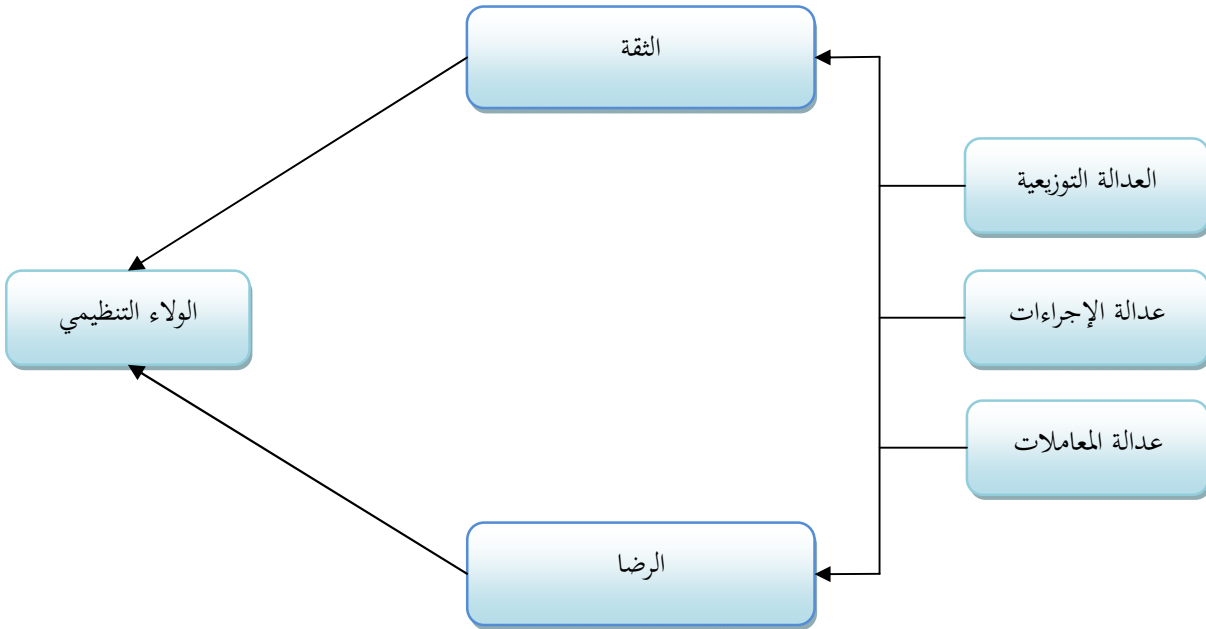 الثقة
العدالة التوزيعية
عدالة الإجراءات
الولاء التنظيمي
عدالة المعاملات
الرضا